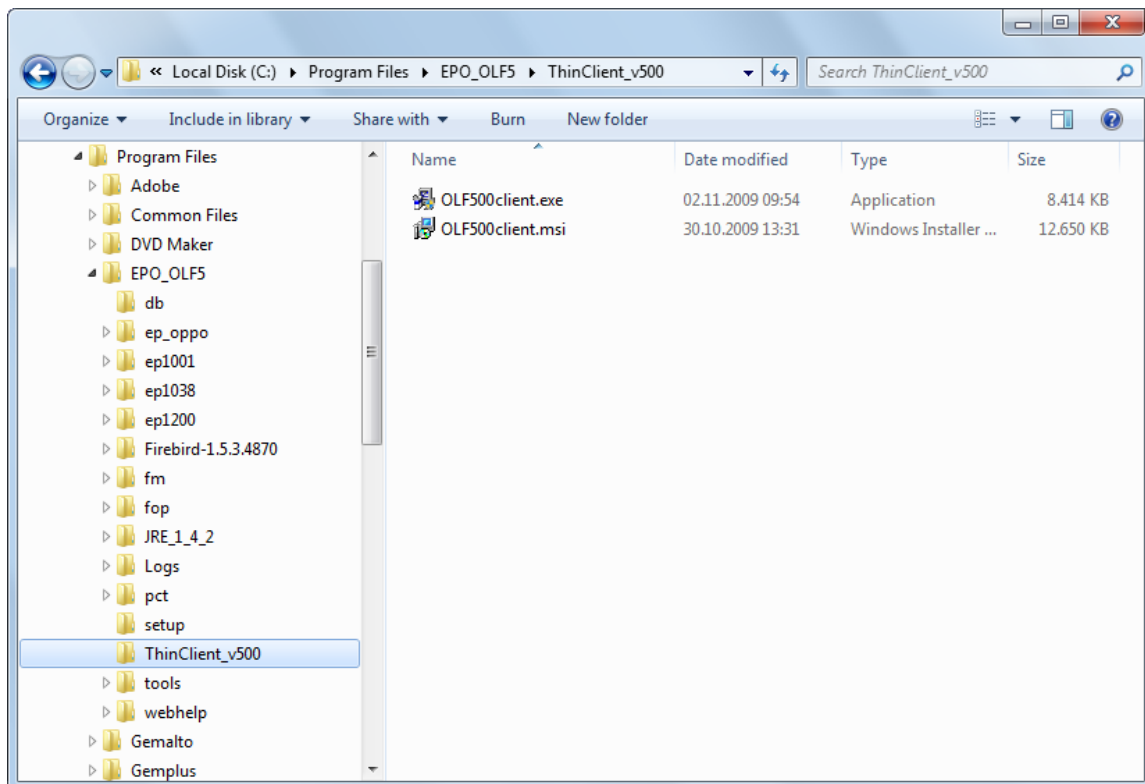 « Local Disk (C:) ▸ Program Files ▸ EPO_OLF5 ▸ ThinClient_v500 Search ThinClient_v500
Organize Include in library Share with Burn New folder
Program Files
Adobe
Common Files
DVD Maker
EPO_OLF5
db
ep_oppo
ep1001
ep1038
ep1200
Firebird-1.5.3.4870
fm
fop
JRE_1_4_2
Logs
pct
setup
ThinClient_v500
tools
webhelp
Gemalto
Gemplus
Name Date modified Type Size
OLF500client.exe 02.11.2009 09:54 Application 8.414 KB
OLF500client.msi 30.10.2009 13:31 Windows Installer ... 12.650 KB